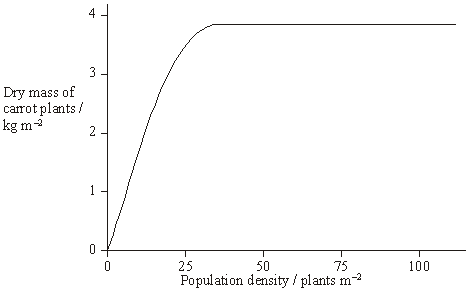 4
3
Dry mass of
carrot plants /
kg m⁻²
2
1
0
0 25 50 75 100
Population density / plants m⁻²